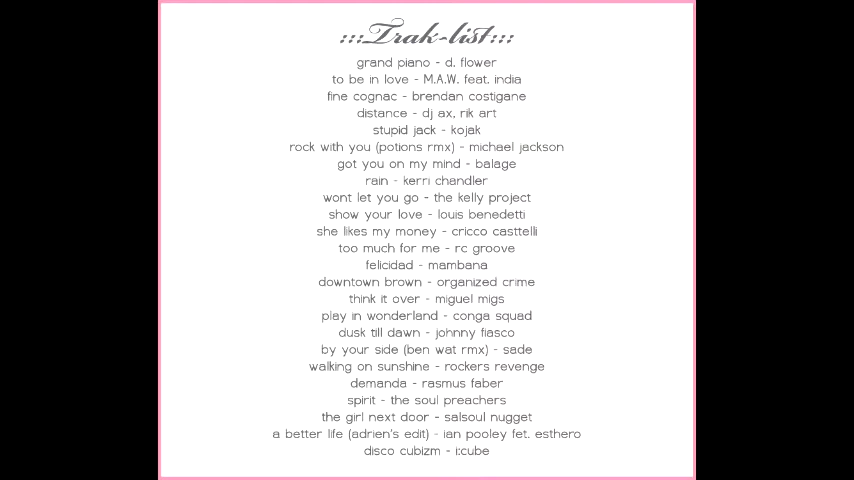 :::Trak-list:::
grand piano - d. flower
to be in love - M.A.W. feat. india
fine cognac - brendan costigane
distance - dj ax, rik art
stupid jack - kojak
rock with you (potions rmx) - michael jackson
got you on my mind - balage
rain - kerri chandler
wont let you go - the kelly project
show your love - louis benedetti
she likes my money - cricco casttelli
too much for me - rc groove
felicidad - mambana
downtown brown - organized crime
think it over - miguel migs
play in wonderland - conga squad
dusk till dawn - johnny fiasco
by your side (ben wat rmx) - sade
walking on sunshine - rockers revenge
demanda - rasmus faber
spirit - the soul preachers
the girl next door - salsoul nugget
a better life (adrien's edit) - ian pooley fet. esthero
disco cubizm - i:cube